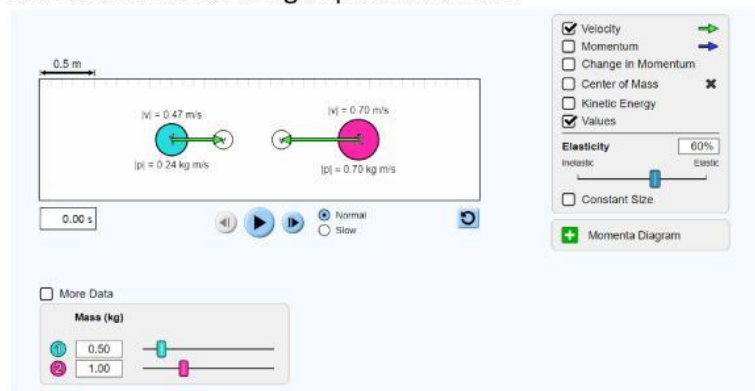 0.5 m
|v| = 0.47 m/s
|v| = 0.70 m/s
|p| = 0.24 kg m/s
|p| = 0.70 kg m/s
0.00 s
Normal
Slow
Velocity
Momentum
Change in Momentum
Center of Mass
Kinetic Energy
Values
Elasticity
60%
Inelastic
Elastic
Constant Size
Momenta Diagram
More Data
Mass (kg)
1 0.50
2 1.00